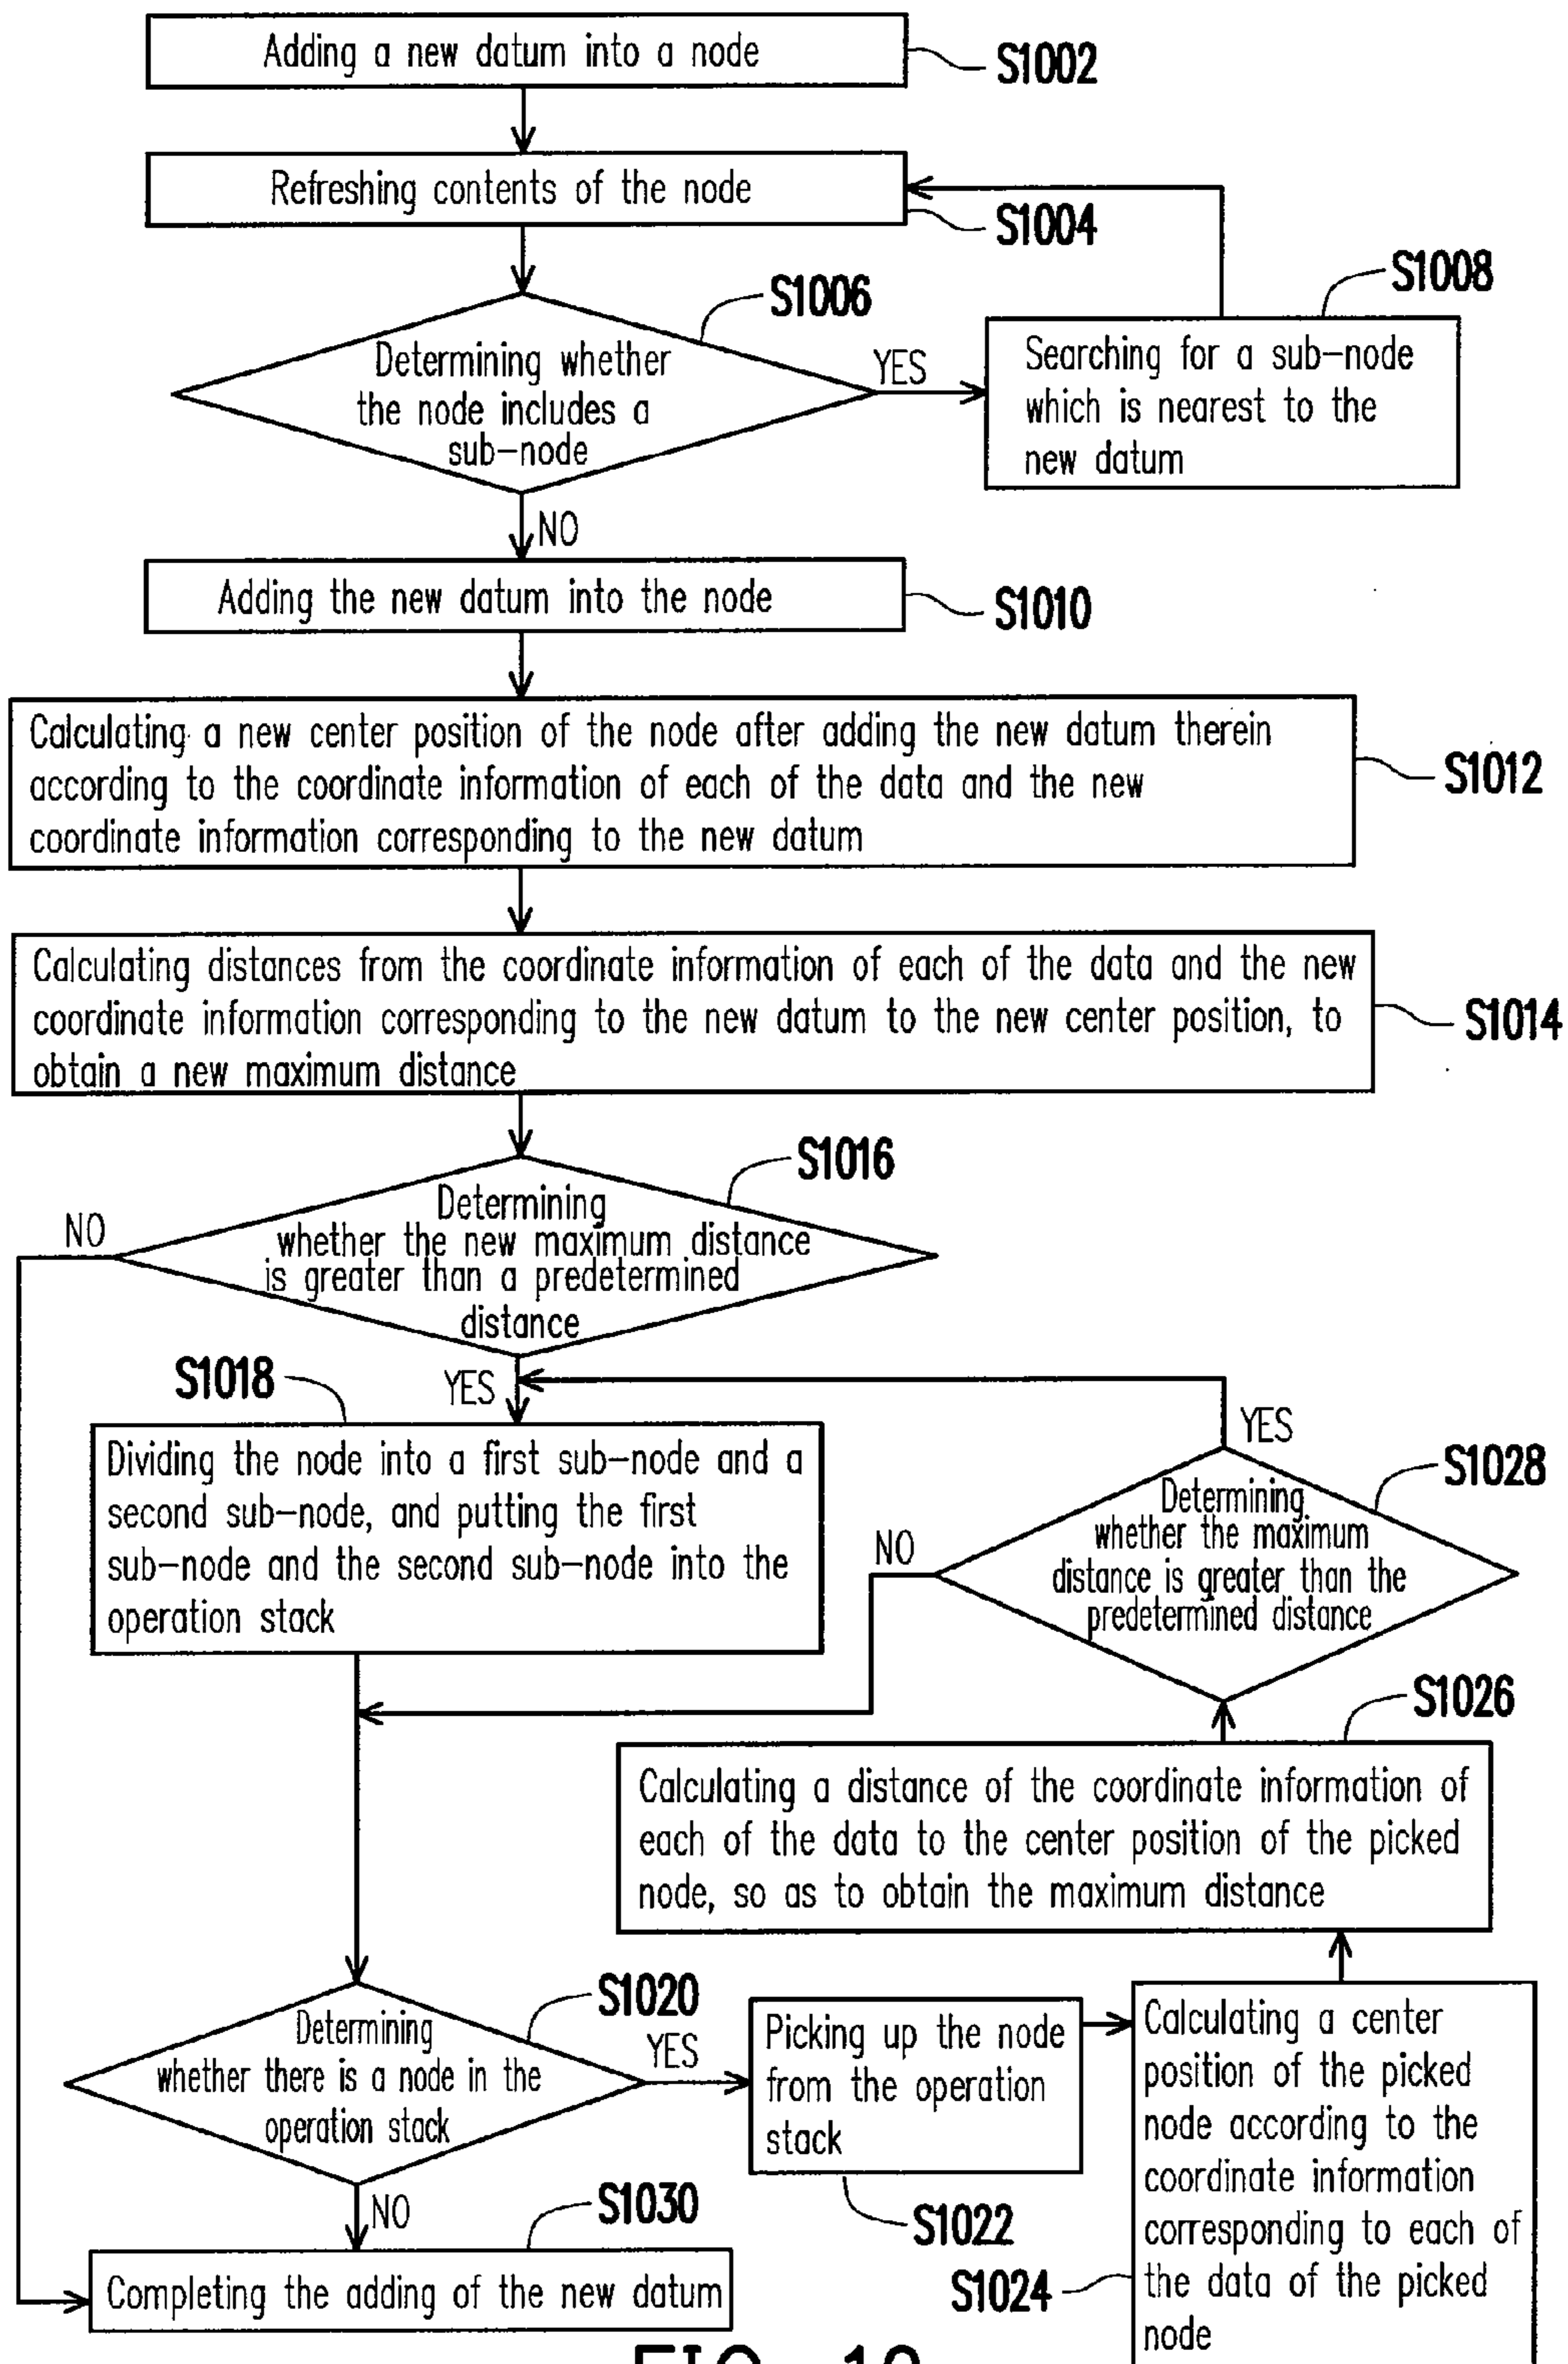 Adding a new datum into a node
S1002
Refreshing contents of the node
S1004
S1006
Determining whether
the node includes a
sub-node
YES
S1008
Searching for a sub-node
which is nearest to the
new datum
NO
Adding the new datum into the node
S1010
Calculating a new center position of the node after adding the new datum therein
according to the coordinate information of each of the data and the new
coordinate information corresponding to the new datum
S1012
Calculating distances from the coordinate information of each of the data and the new
coordinate information corresponding to the new datum to the new center position, to
obtain a new maximum distance
S1014
S1016
Determining
whether the new maximum distance
is greater than a predetermined
distance
NO
YES
S1018
Dividing the node into a first sub-node and a
second sub-node, and putting the first
sub-node and the second sub-node into the
operation stack
YES
S1028
Determining
whether the maximum
distance is greater than the
predetermined distance
NO
S1026
Calculating a distance of the coordinate information of
each of the data to the center position of the picked
node, so as to obtain the maximum distance
S1020
Determining
whether there is a node in the
operation stack
YES
Picking up the node
from the operation
stack
S1022
Calculating a center
position of the picked
node according to the
coordinate information
corresponding to each of
the data of the picked
node
S1024
NO
S1030
Completing the adding of the new datum